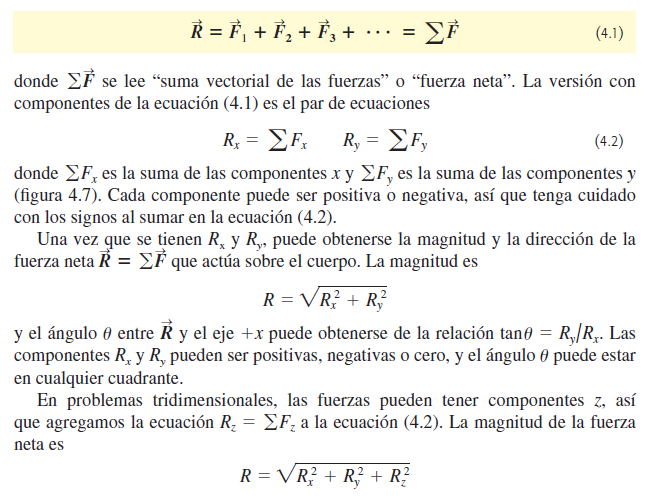 R⃗ = F⃗₁ + F⃗₂ + F⃗₃ + ··· = ∑F⃗ (4.1)
donde ∑F⃗ se lee “suma vectorial de las fuerzas” o “fuerza neta”. La versión con
componentes de la ecuación (4.1) es el par de ecuaciones
Rₓ = ∑Fₓ R_y = ∑F_y (4.2)
donde ∑Fₓ es la suma de las componentes x y ∑F_y es la suma de las componentes y
(figura 4.7). Cada componente puede ser positiva o negativa, así que tenga cuidado
con los signos al sumar en la ecuación (4.2).
Una vez que se tienen Rₓ y R_y, puede obtenerse la magnitud y la dirección de la
fuerza neta R⃗ = ∑F⃗ que actúa sobre el cuerpo. La magnitud es
R = √(Rₓ² + R_y²)
y el ángulo θ entre R⃗ y el eje +x puede obtenerse de la relación tanθ = R_y/Rₓ. Las
componentes Rₓ y R_y pueden ser positivas, negativas o cero, y el ángulo θ puede estar
en cualquier cuadrante.
En problemas tridimensionales, las fuerzas pueden tener componentes z, así
que agregamos la ecuación R_z = ∑F_z a la ecuación (4.2). La magnitud de la fuerza
neta es
R = √(Rₓ² + R_y² + R_z²)